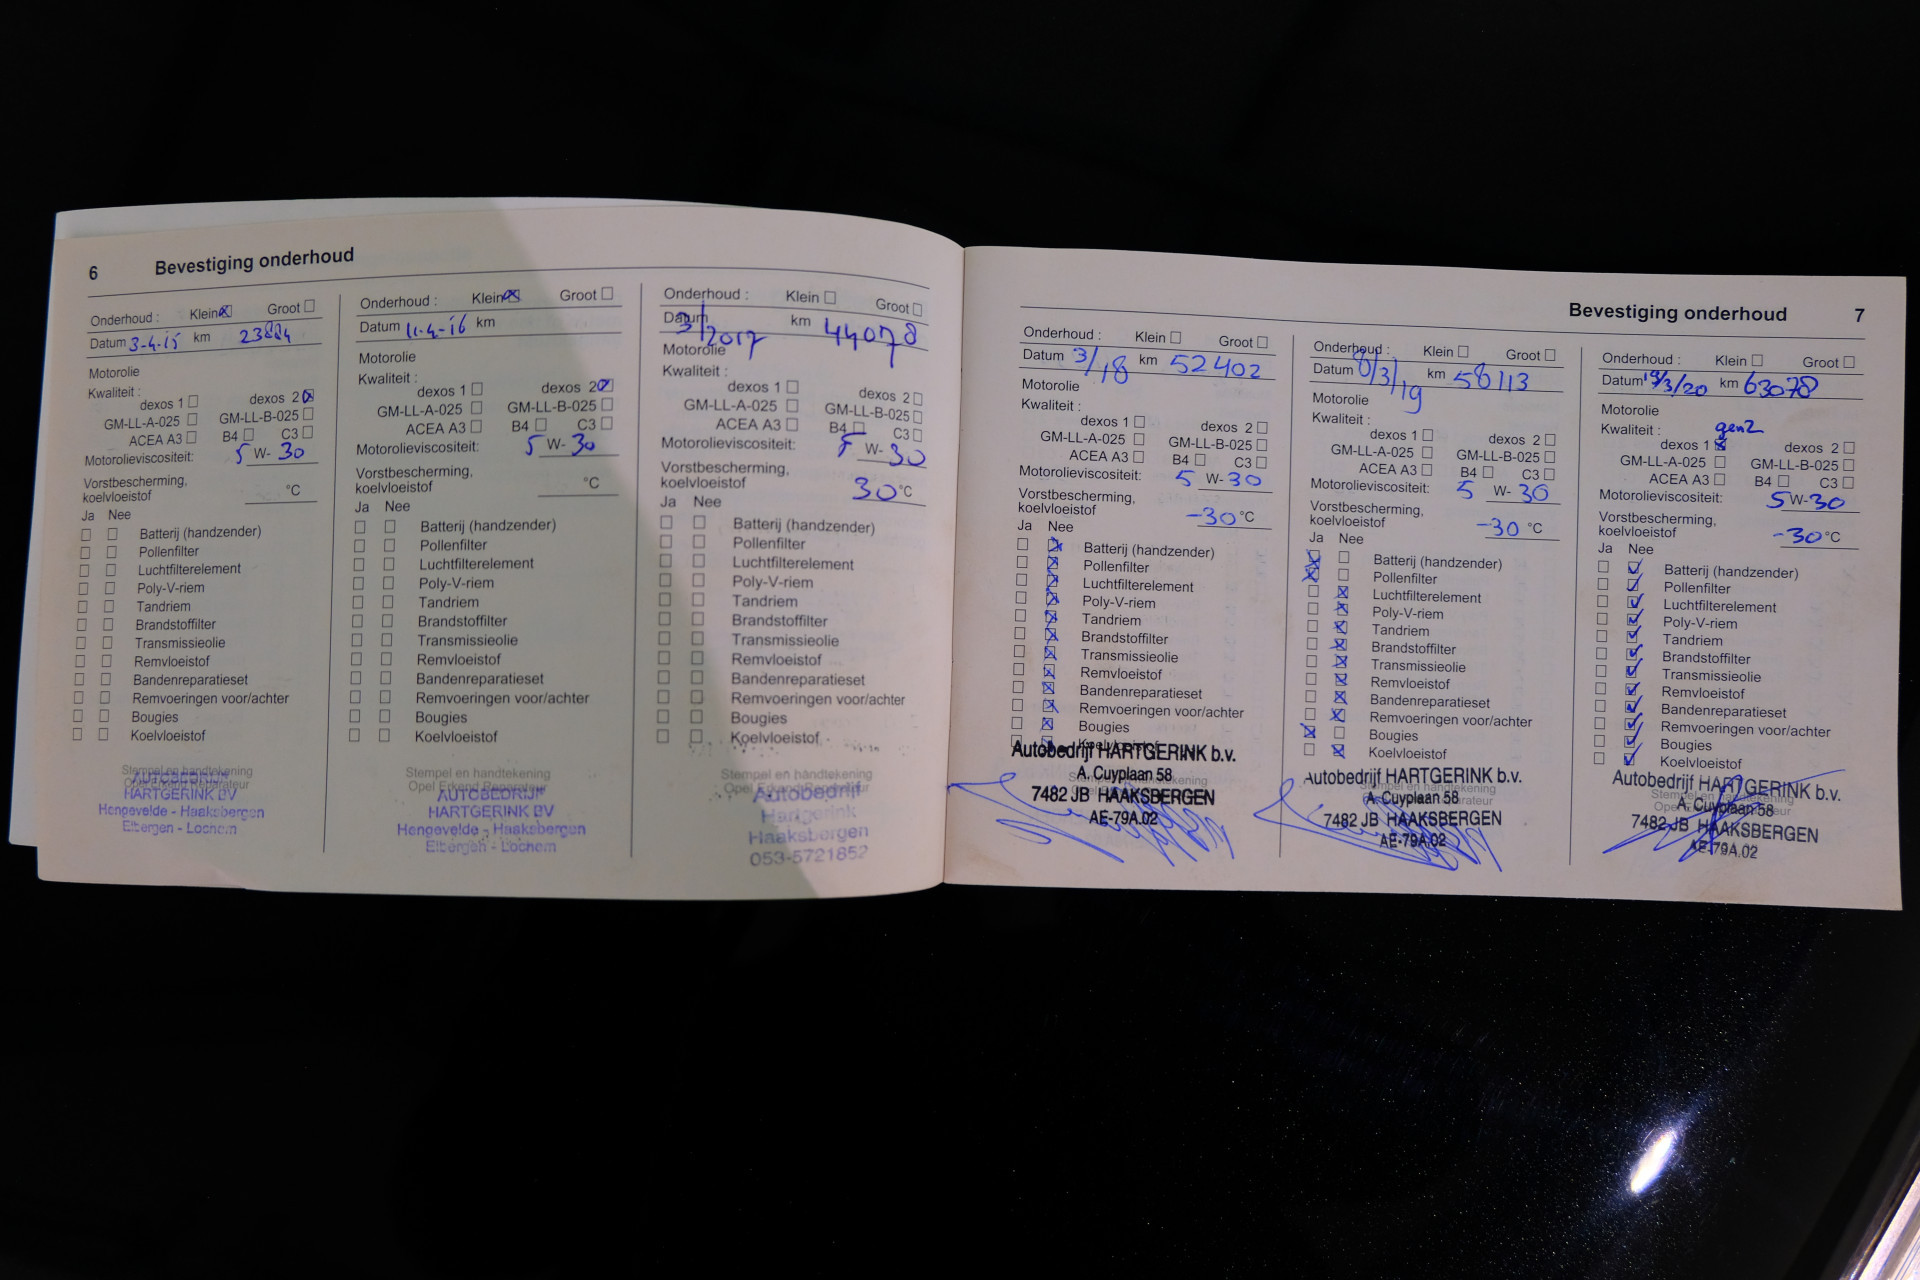 6 Bevestiging onderhoud
Onderhoud : Klein Groot
Datum 3-4-15 km 23884
Motorolie
Kwaliteit :
dexos 1 dexos 2
GM-LL-A-025 GM-LL-B-025
ACEA A3 B4 C3
Motorolieviscositeit: 5 W- 30
Vorstbescherming,
koelvloeistof °C
Ja Nee
Batterij (handzender)
Pollenfilter
Luchtfilterelement
Poly-V-riem
Tandriem
Brandstoffilter
Transmissieolie
Remvloeistof
Bandenreparatieset
Remvoeringen voor/achter
Bougies
Koelvloeistof
Stempel en handtekening
Opel Erkend Reparateur
AUTOBEDRIJF
HARTGERINK BV
Hengevelde - Haaksbergen
Eibergen - Lochem
Onderhoud : Klein Groot
Datum 11-4-16 km
Motorolie
Kwaliteit :
dexos 1 dexos 2
GM-LL-A-025 GM-LL-B-025
ACEA A3 B4 C3
Motorolieviscositeit: 5 W- 30
Vorstbescherming,
koelvloeistof °C
Ja Nee
Batterij (handzender)
Pollenfilter
Luchtfilterelement
Poly-V-riem
Tandriem
Brandstoffilter
Transmissieolie
Remvloeistof
Bandenreparatieset
Remvoeringen voor/achter
Bougies
Koelvloeistof
Stempel en handtekening
Opel Erkend Reparateur
AUTOBEDRIJF
HARTGERINK BV
Hengevelde - Haaksbergen
Eibergen - Lochem
Onderhoud : Klein Groot
Datum 3/2017 km 44078
Motorolie
Kwaliteit :
dexos 1 dexos 2
GM-LL-A-025 GM-LL-B-025
ACEA A3 B4 C3
Motorolieviscositeit: 5 W- 30
Vorstbescherming,
koelvloeistof 30 °C
Ja Nee
Batterij (handzender)
Pollenfilter
Luchtfilterelement
Poly-V-riem
Tandriem
Brandstoffilter
Transmissieolie
Remvloeistof
Bandenreparatieset
Remvoeringen voor/achter
Bougies
Koelvloeistof
Stempel en handtekening
Opel Erkend Reparateur
Autobedrijf
Hartgerink
Haaksbergen
053-5721852
Bevestiging onderhoud 7
Onderhoud : Klein Groot
Datum 3/18 km 52402
Motorolie
Kwaliteit :
dexos 1 dexos 2
GM-LL-A-025 GM-LL-B-025
ACEA A3 B4 C3
Motorolieviscositeit: 5 W- 30
Vorstbescherming,
koelvloeistof -30 °C
Ja Nee
Batterij (handzender)
Pollenfilter
Luchtfilterelement
Poly-V-riem
Tandriem
Brandstoffilter
Transmissieolie
Remvloeistof
Bandenreparatieset
Remvoeringen voor/achter
Bougies
Koelvloeistof
Autobedrijf HARTGERINK b.v.
A. Cuyplaan 58
7482 JB HAAKSBERGEN
AE-79A.02
Onderhoud : Klein Groot
Datum 8/3/19 km 58113
Motorolie
Kwaliteit :
dexos 1 dexos 2
GM-LL-A-025 GM-LL-B-025
ACEA A3 B4 C3
Motorolieviscositeit: 5 W- 30
Vorstbescherming,
koelvloeistof -30 °C
Ja Nee
Batterij (handzender)
Pollenfilter
Luchtfilterelement
Poly-V-riem
Tandriem
Brandstoffilter
Transmissieolie
Remvloeistof
Bandenreparatieset
Remvoeringen voor/achter
Bougies
Koelvloeistof
Autobedrijf HARTGERINK b.v.
A. Cuyplaan 58
7482 JB HAAKSBERGEN
AE-79A.02
Onderhoud : Klein Groot
Datum /3/20 km 63078
Motorolie
Kwaliteit : gen2
dexos 1 dexos 2
GM-LL-A-025 GM-LL-B-025
ACEA A3 B4 C3
Motorolieviscositeit: 5 W- 30
Vorstbescherming,
koelvloeistof -30 °C
Ja Nee
Batterij (handzender)
Pollenfilter
Luchtfilterelement
Poly-V-riem
Tandriem
Brandstoffilter
Transmissieolie
Remvloeistof
Bandenreparatieset
Remvoeringen voor/achter
Bougies
Koelvloeistof
Autobedrijf HARTGERINK b.v.
A. Cuyplaan 58
7482 JB HAAKSBERGEN
AE-79A.02